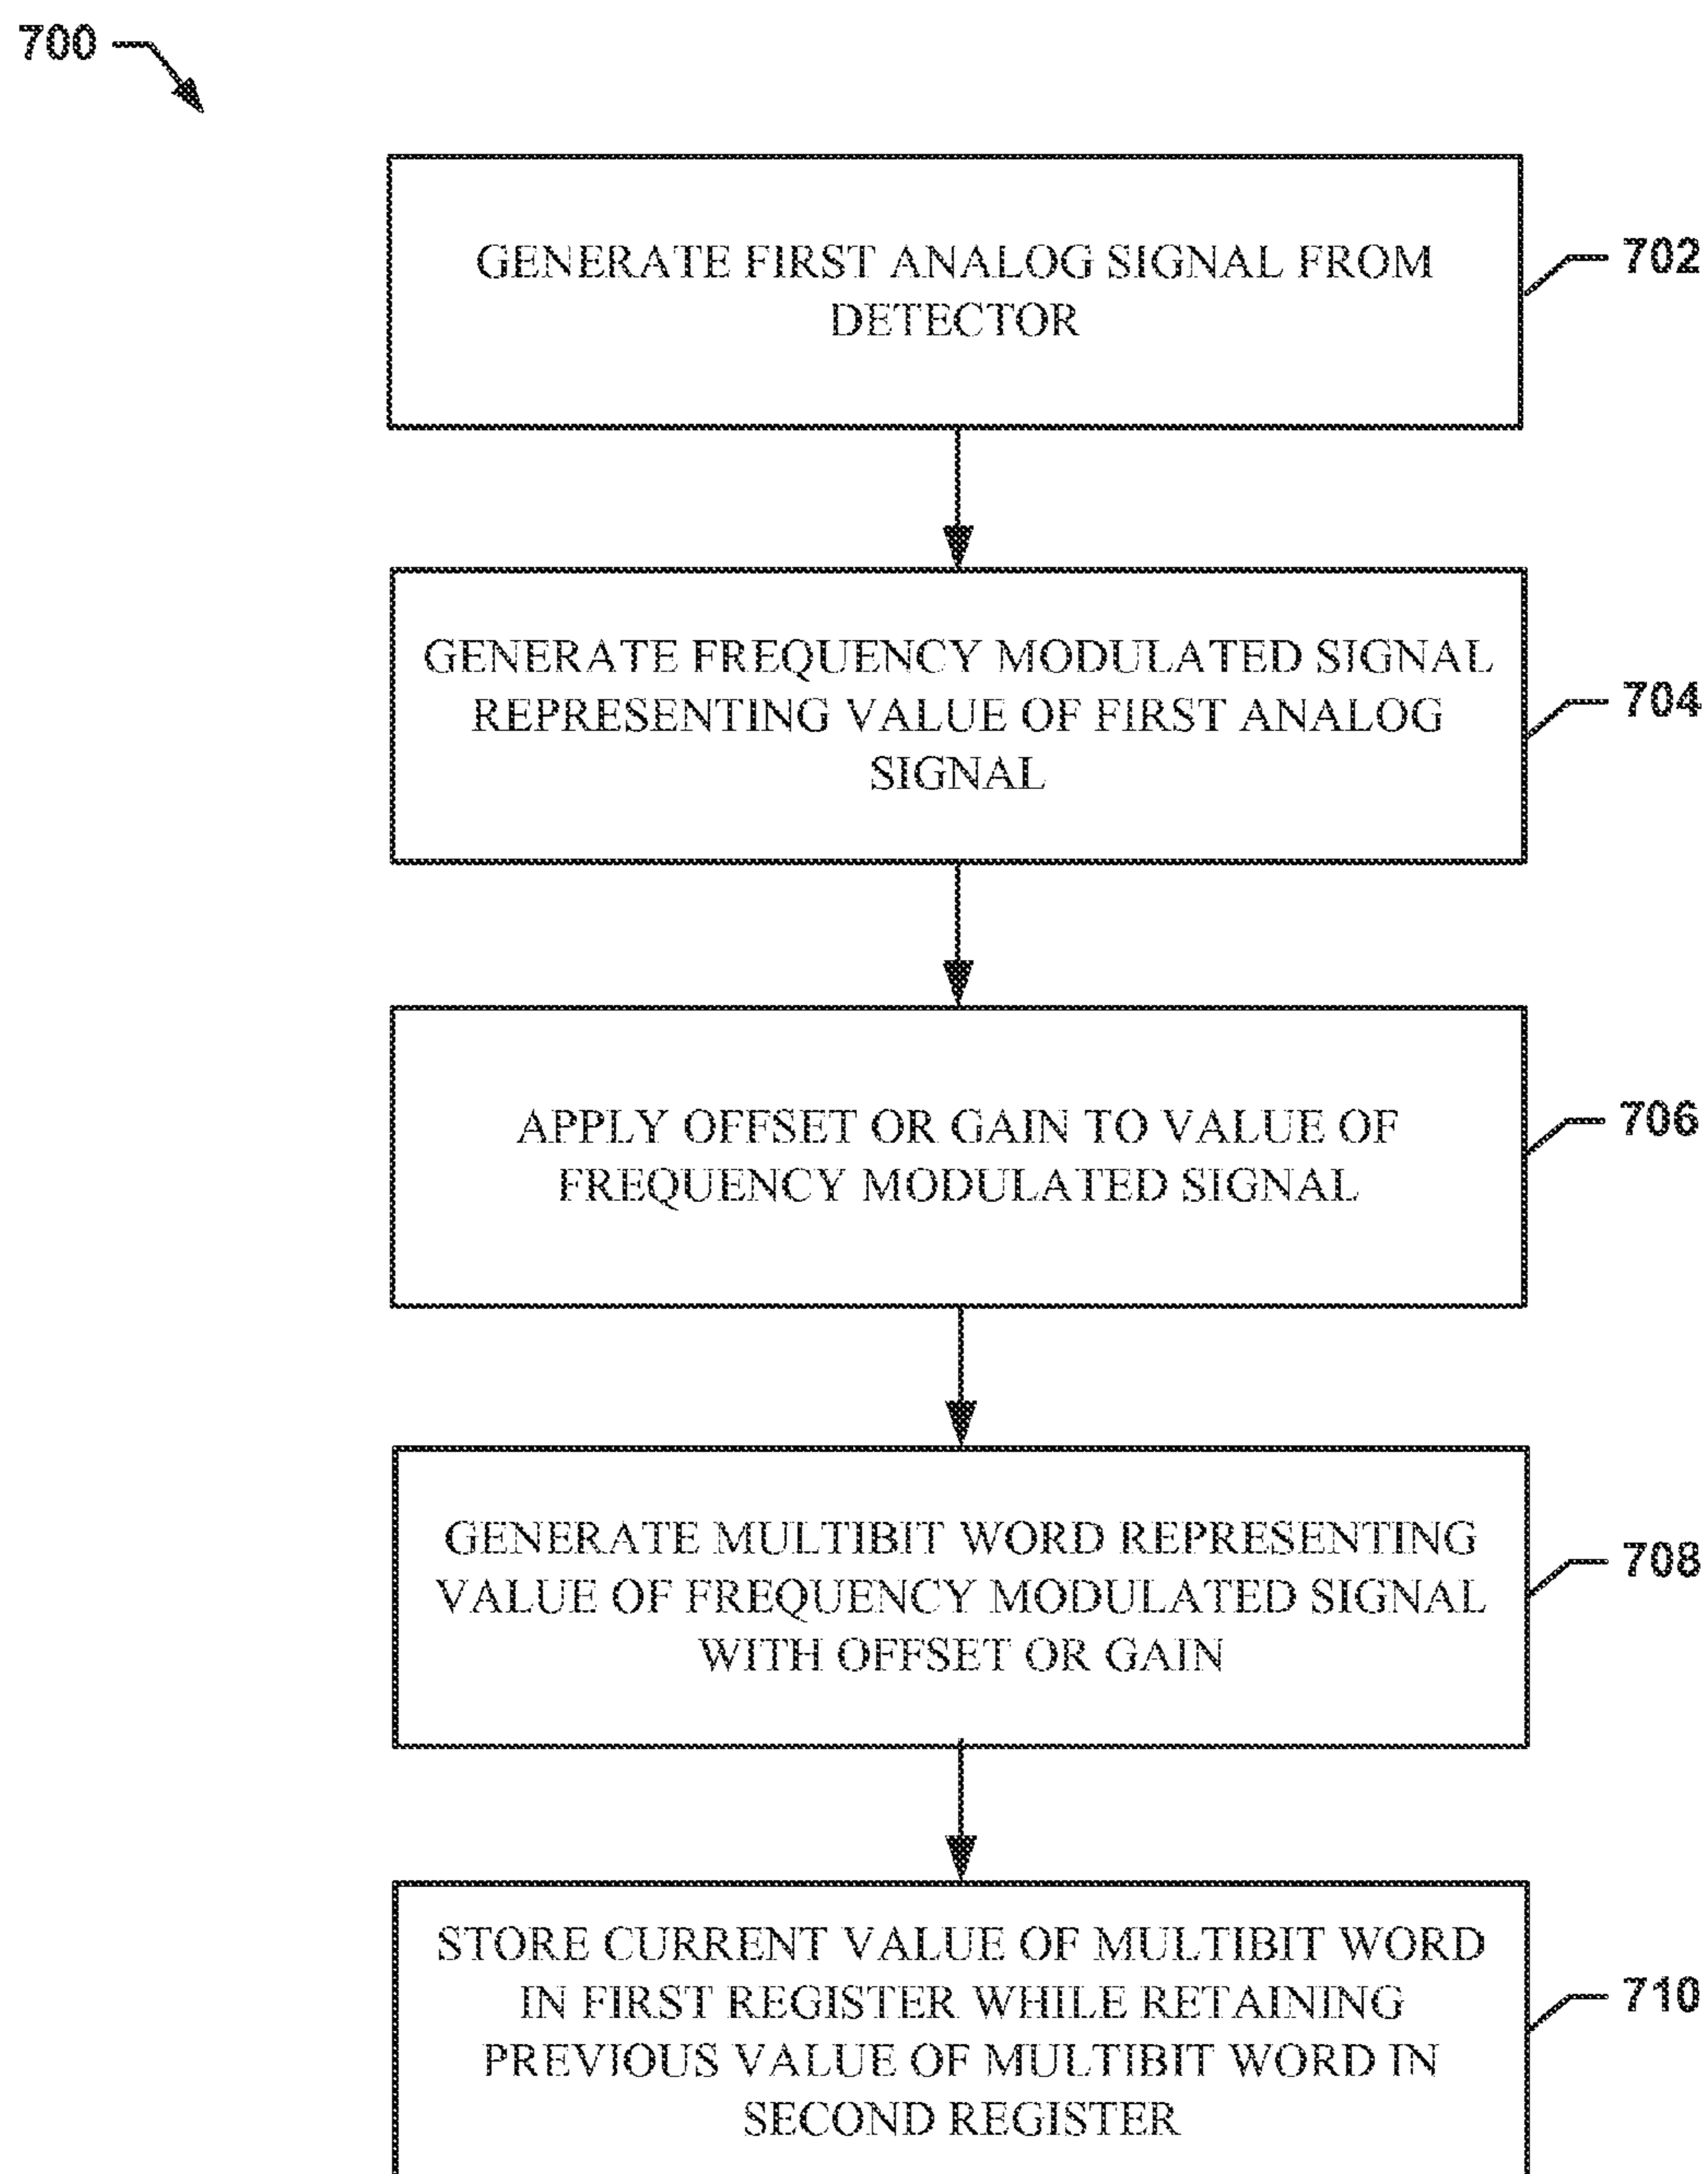 700
GENERATE FIRST ANALOG SIGNAL FROM
DETECTOR
702
GENERATE FREQUENCY MODULATED SIGNAL
REPRESENTING VALUE OF FIRST ANALOG
SIGNAL
704
APPLY OFFSET OR GAIN TO VALUE OF
FREQUENCY MODULATED SIGNAL
706
GENERATE MULTIBIT WORD REPRESENTING
VALUE OF FREQUENCY MODULATED SIGNAL
WITH OFFSET OR GAIN
708
STORE CURRENT VALUE OF MULTIBIT WORD
IN FIRST REGISTER WHILE RETAINING
PREVIOUS VALUE OF MULTIBIT WORD IN
SECOND REGISTER
710